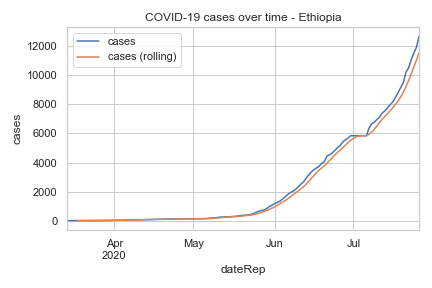 COVID-19 cases over time - Ethiopia
cases
cases (rolling)
12000
10000
8000
6000
4000
2000
0
cases
Apr
2020
May
Jun
Jul
dateRep